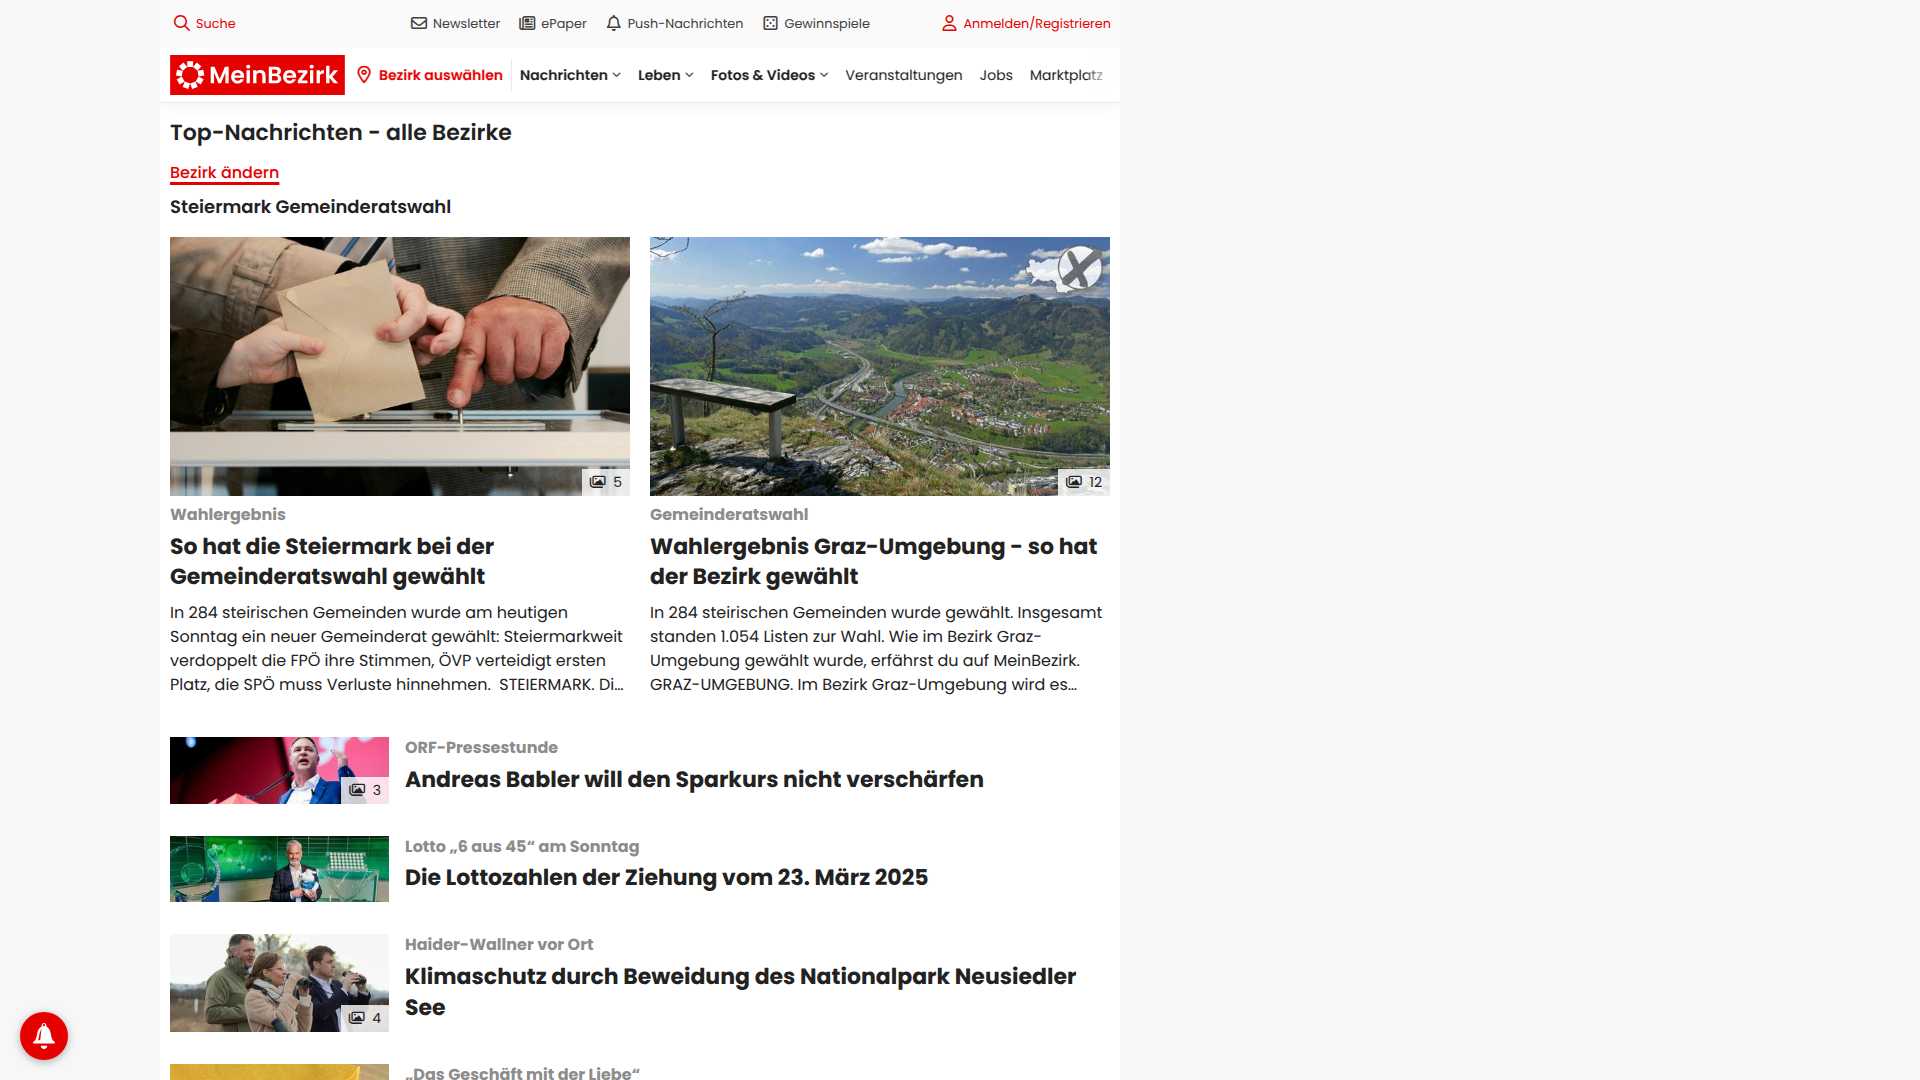 Suche
Newsletter
ePaper
Push-Nachrichten
Gewinnspiele
Anmelden/Registrieren
MeinBezirk
Bezirk auswählen
Nachrichten
Leben
Fotos & Videos
Veranstaltungen
Jobs
Marktplatz
Top-Nachrichten - alle Bezirke
Bezirk ändern
Steiermark Gemeinderatswahl
5
Wahlergebnis
So hat die Steiermark bei der
Gemeinderatswahl gewählt
In 284 steirischen Gemeinden wurde am heutigen
Sonntag ein neuer Gemeinderat gewählt: Steiermarkweit
verdoppelt die FPÖ ihre Stimmen, ÖVP verteidigt ersten
Platz, die SPÖ muss Verluste hinnehmen. STEIERMARK. Di...
12
Gemeinderatswahl
Wahlergebnis Graz-Umgebung - so hat
der Bezirk gewählt
In 284 steirischen Gemeinden wurde gewählt. Insgesamt
standen 1.054 Listen zur Wahl. Wie im Bezirk Graz-
Umgebung gewählt wurde, erfährst du auf MeinBezirk.
GRAZ-UMGEBUNG. Im Bezirk Graz-Umgebung wird es...
3
ORF-Pressestunde
Andreas Babler will den Sparkurs nicht verschärfen
Lotto „6 aus 45“ am Sonntag
Die Lottozahlen der Ziehung vom 23. März 2025
4
Haider-Wallner vor Ort
Klimaschutz durch Beweidung des Nationalpark Neusiedler
See
„Das Geschäft mit der Liebe“